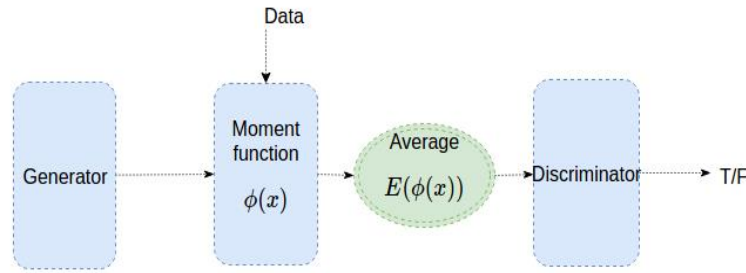 Data
Generator
Moment
function
ϕ(x)
Average
E(ϕ(x))
Discriminator
T/F